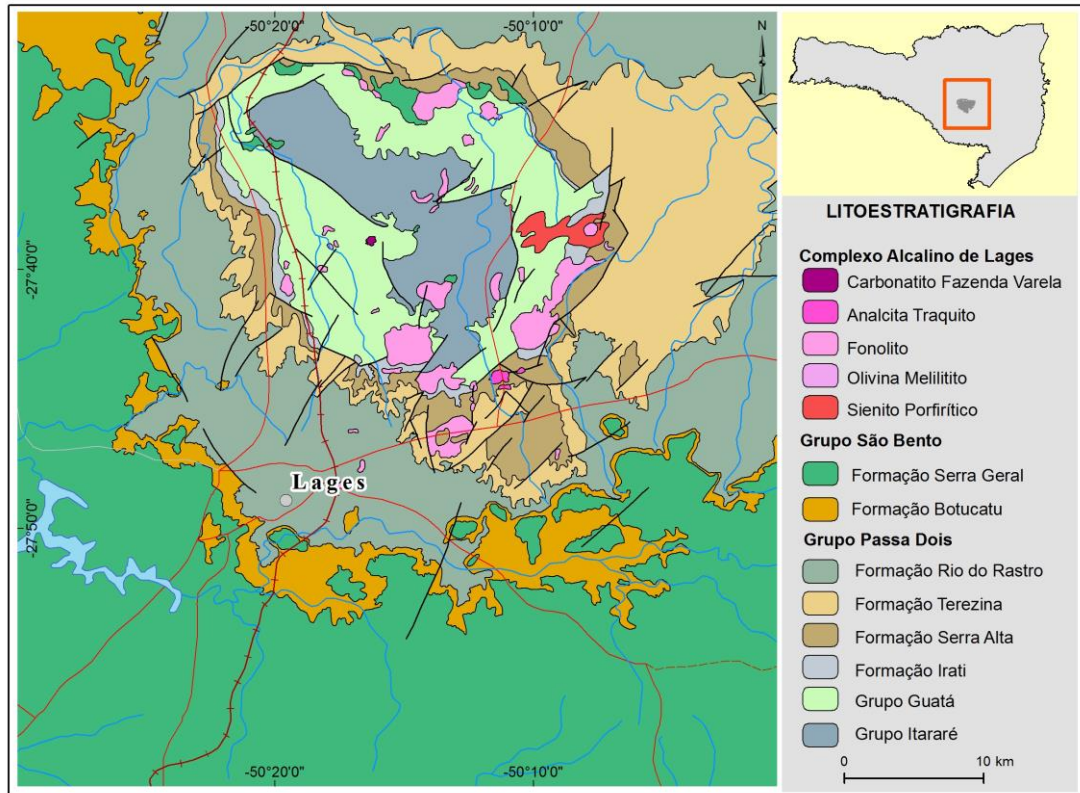 -50°20'0"
-50°10'0"
N
-27°40'0"
Lages
-27°50'0"
-50°20'0"
-50°10'0"
LITOESTRATIGRAFIA
Complexo Alcalino de Lages
Carbonatito Fazenda Varela
Analcita Traquito
Fonolito
Olivina Melilitito
Sienito Porfirítico
Grupo São Bento
Formação Serra Geral
Formação Botucatu
Grupo Passa Dois
Formação Rio do Rastro
Formação Terezina
Formação Serra Alta
Formação Irati
Grupo Guatá
Grupo Itararé
0 10 km